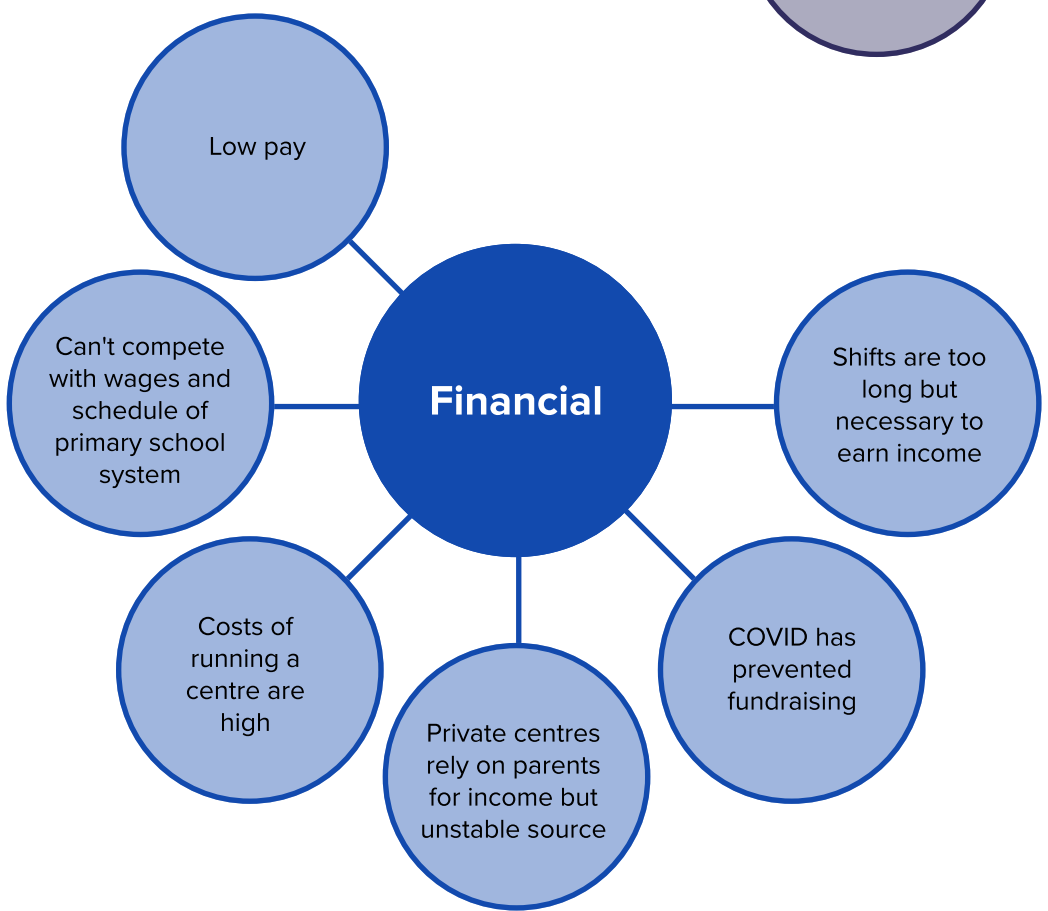 Low pay
Financial
Can't compete
with wages and
schedule of
primary school
system
Shifts are too
long but
necessary to
earn income
Costs of
running a
centre are
high
COVID has
prevented
fundraising
Private centres
rely on parents
for income but
unstable source